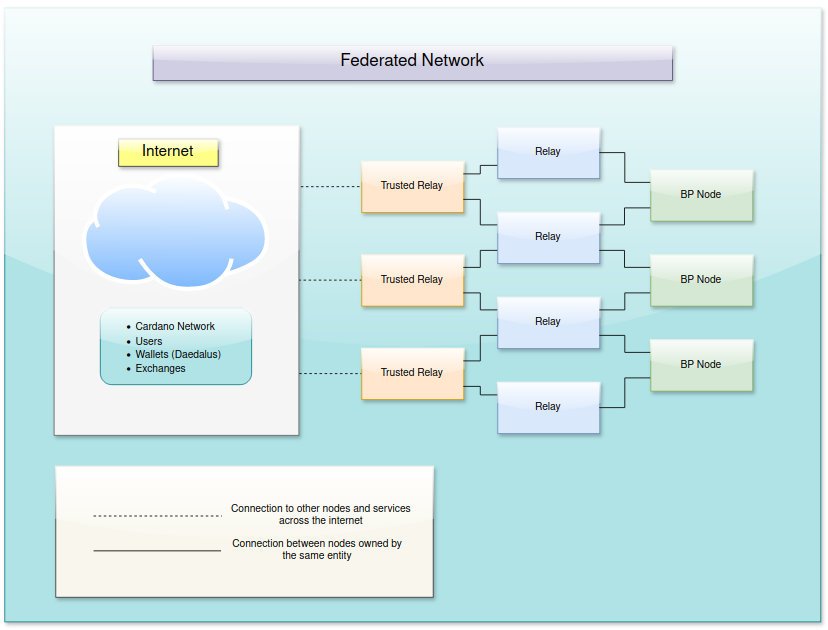 Federated Network
Internet
Cardano Network
Users
Wallets (Daedalus)
Exchanges
Trusted Relay
Trusted Relay
Trusted Relay
Relay
Relay
Relay
Relay
BP Node
BP Node
BP Node
Connection to other nodes and services
across the internet
Connection between nodes owned by
the same entity